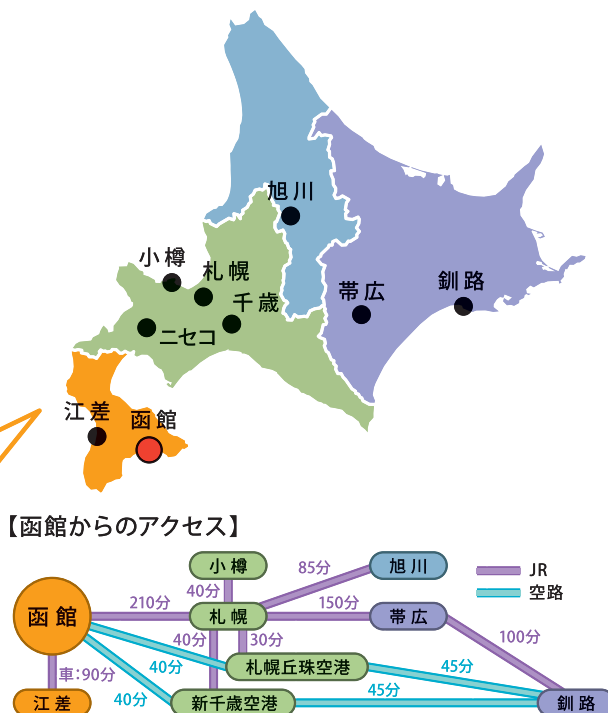 旭川
小樽
札幌
千歳
帯広
釧路
ニセコ
江差
函館
【函館からのアクセス】
小樽
85分
旭川
JR
40分
空路
函館
210分
札幌
150分
帯広
40分
30分
100分
車:90分
40分
札幌丘珠空港
45分
江差
40分
新千歳空港
45分
釧路